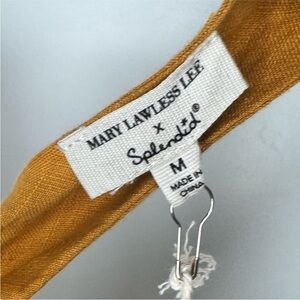 MARY LAWLESS LEE
x
Splendid®
M
MADE IN
CHINA